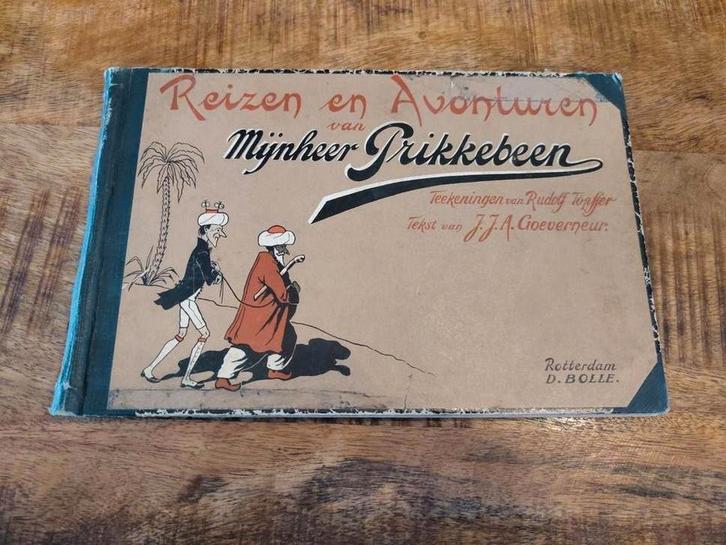 Reizen en Avonturen
van
Mijnheer Prikkebeen
Teekeningen van Rudolf Topffer
Tekst van J.J.A. Goeverneur.
Rotterdam
D. BOLLE.